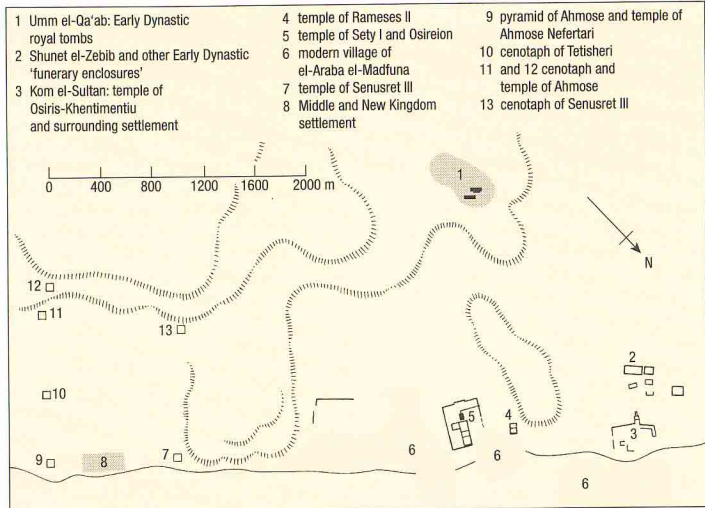 1 Umm el-Qa'ab: Early Dynastic
royal tombs
2 Shunet el-Zebib and other Early Dynastic
'funerary enclosures'
3 Kom el-Sultan: temple of
Osiris-Khentimentiu
and surrounding settlement
4 temple of Rameses II
5 temple of Sety I and Osireion
6 modern village of
el-Araba el-Madfuna
7 temple of Senusret III
8 Middle and New Kingdom
settlement
9 pyramid of Ahmose and temple of
Ahmose Nefertari
10 cenotaph of Tetisheri
11 and 12 cenotaph and
temple of Ahmose
13 cenotaph of Senusret III
0 400 800 1200 1600 2000 m
1
N
12
11
13
2
10
5
4
3
9
8
7
6
6
6